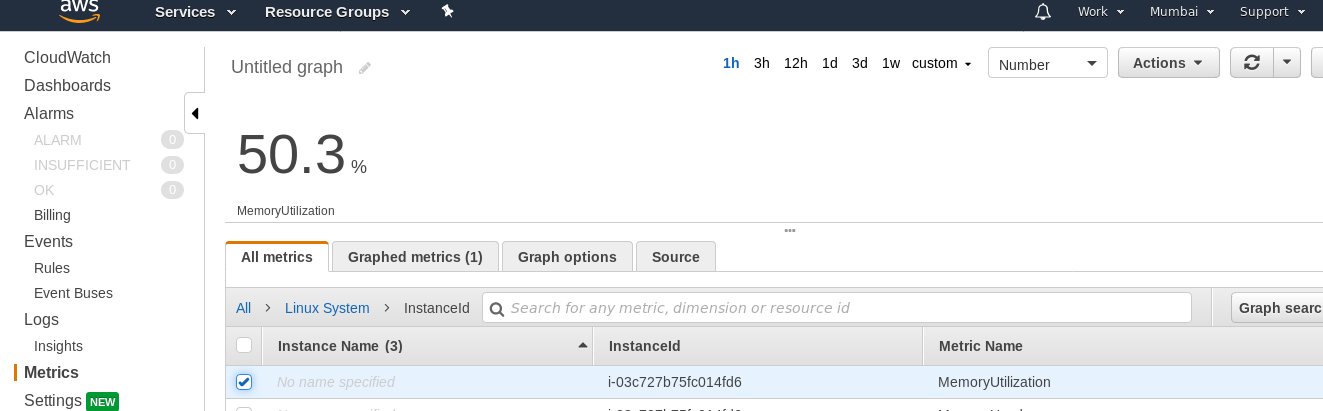 aws Services Resource Groups Work Mumbai Support
CloudWatch
Dashboards
Alarms
ALARM 0
INSUFFICIENT 0
OK 0
Billing
Events
Rules
Event Buses
Logs
Insights
Metrics
Settings NEW
Untitled graph 1h 3h 12h 1d 3d 1w custom Number Actions
50.3 %
MemoryUtilization
All metrics Graphed metrics (1) Graph options Source
All Linux System InstanceId Search for any metric, dimension or resource id Graph searc
Instance Name (3) InstanceId Metric Name
No name specified i-03c727b75fc014fd6 MemoryUtilization